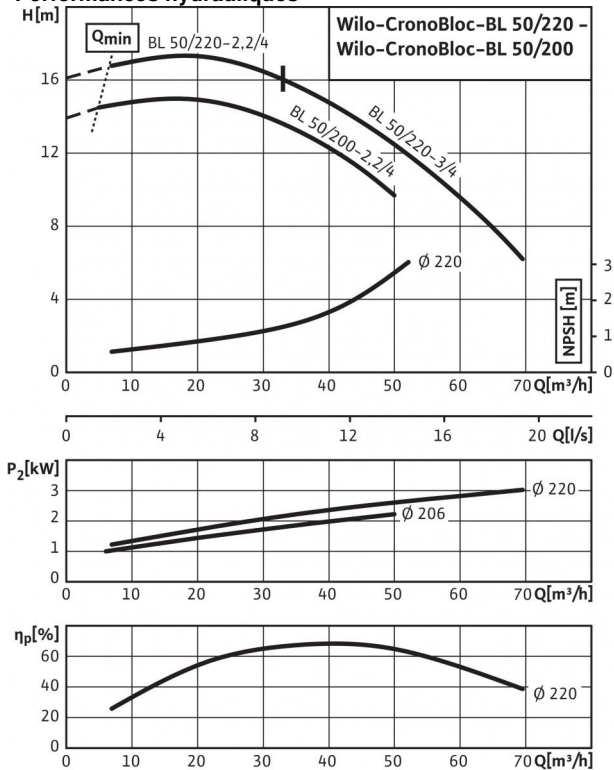 Performances hydrauliques
H[m]
Wilo-CronoBloc-BL 50/220 -
Wilo-CronoBloc-BL 50/200
Qmin
BL 50/220-2,2/4
BL 50/200-2,2/4
BL 50/220-3/4
Ø 220
16
12
8
4
0
3
2
1
0
NPSH [m]
0 10 20 30 40 50 60 70 Q[m³/h]
0 4 8 12 16 20 Q[l/s]
P2[kW]
3
2
1
0
Ø 220
Ø 206
0 10 20 30 40 50 60 70 Q[m³/h]
ηp[%]
60
40
20
0
Ø 220
0 10 20 30 40 50 60 70 Q[m³/h]